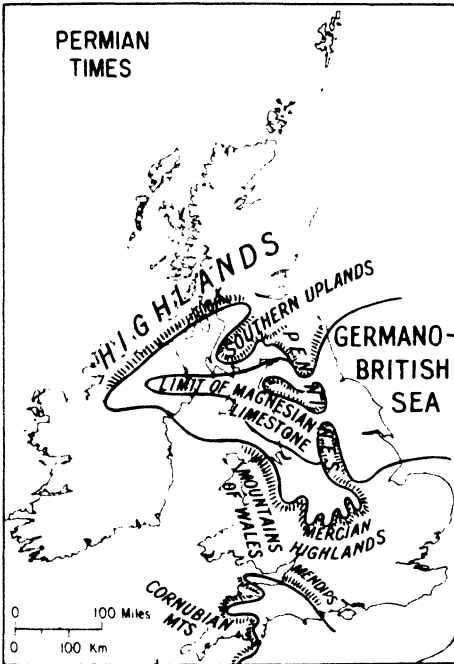 PERMIAN
TIMES
HIGHLANDS
SOUTHERN UPLANDS
PENNINES
GERMANO-
BRITISH
SEA
LIMIT OF MAGNESIAN
LIMESTONE
MOUNTAINS
OF WALES
MERCIAN
HIGHLANDS
MENDIPS
CORNUBIAN
MTS
0 100 Miles
0 100 Km